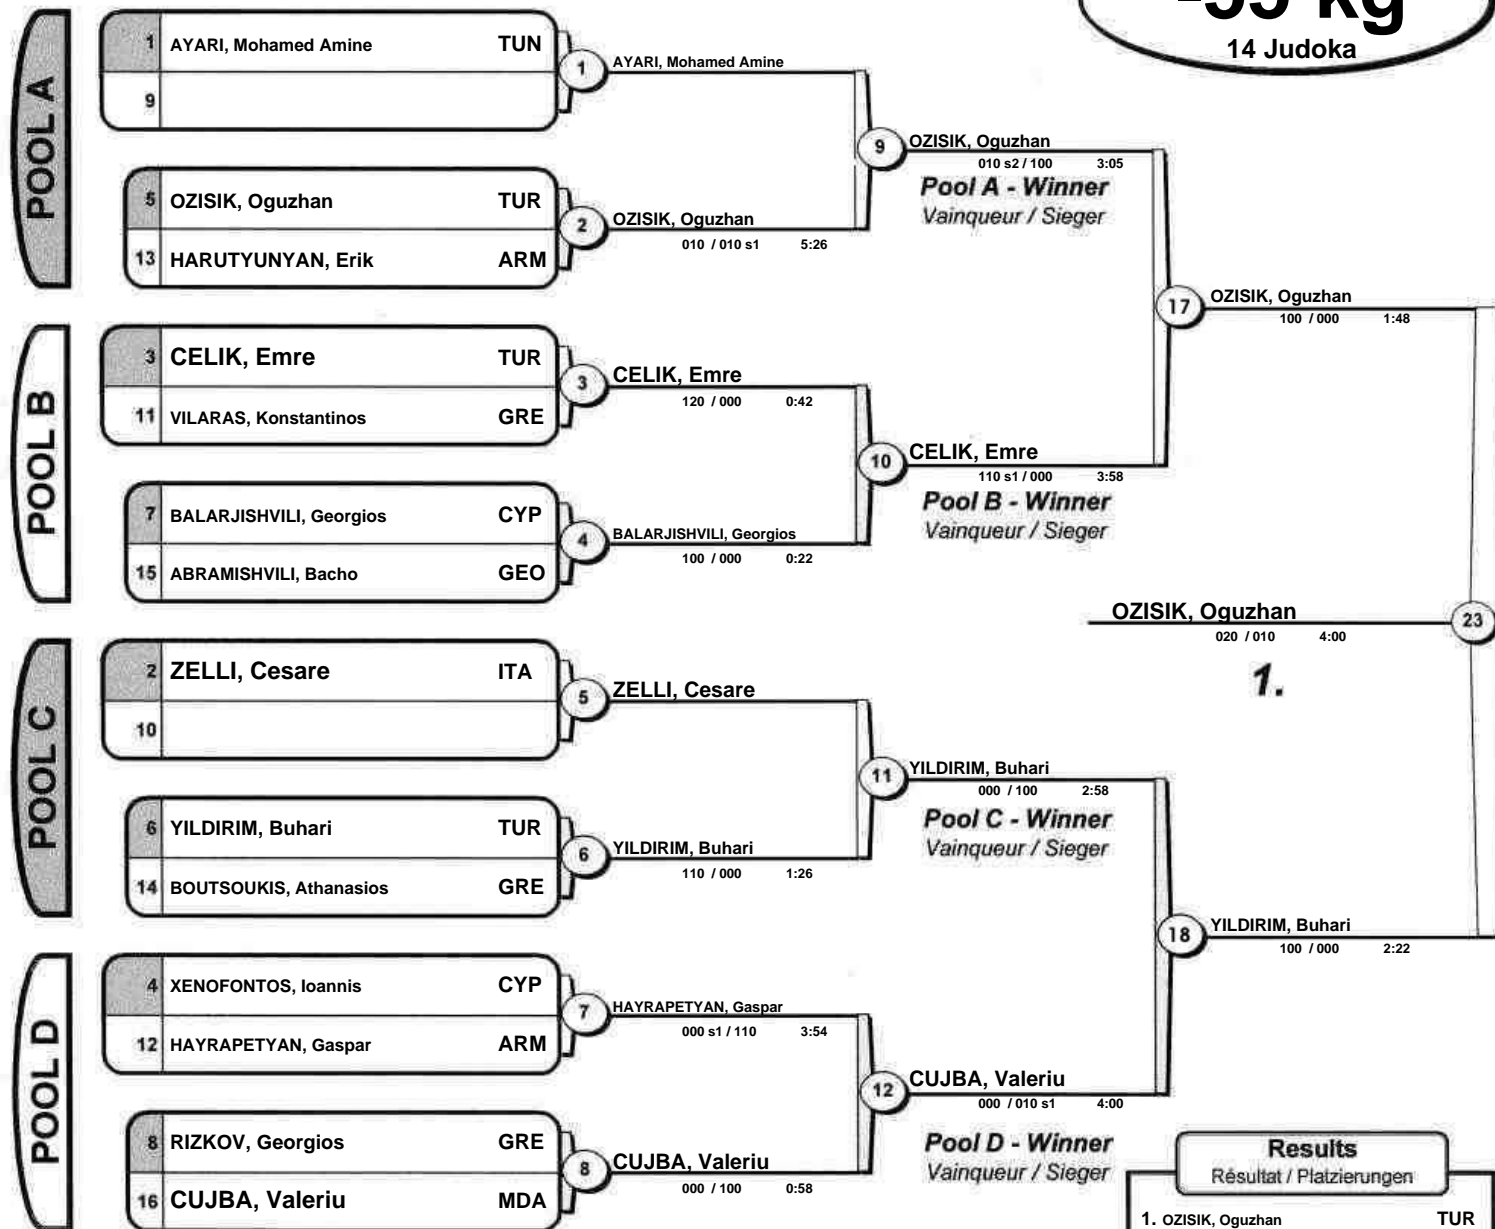 -55 kg
14 Judoka
POOL A
1 AYARI, Mohamed Amine TUN
9
1 AYARI, Mohamed Amine
5 OZISIK, Oguzhan TUR
13 HARUTYUNYAN, Erik ARM
2 OZISIK, Oguzhan
010 / 010 s1 5:26
9 OZISIK, Oguzhan
010 s2 / 100 3:05
Pool A - Winner
Vainqueur / Sieger
POOL B
3 CELIK, Emre TUR
11 VILARAS, Konstantinos GRE
3 CELIK, Emre
120 / 000 0:42
7 BALARJISHVILI, Georgios CYP
15 ABRAMISHVILI, Bacho GEO
4 BALARJISHVILI, Georgios
100 / 000 0:22
10 CELIK, Emre
110 s1 / 000 3:58
Pool B - Winner
Vainqueur / Sieger
17 OZISIK, Oguzhan
100 / 000 1:48
OZISIK, Oguzhan 23
020 / 010 4:00
1.
POOL C
2 ZELLI, Cesare ITA
10
5 ZELLI, Cesare
6 YILDIRIM, Buhari TUR
14 BOUTSOUKIS, Athanasios GRE
6 YILDIRIM, Buhari
110 / 000 1:26
11 YILDIRIM, Buhari
000 / 100 2:58
Pool C - Winner
Vainqueur / Sieger
POOL D
4 XENOFONTOS, Ioannis CYP
12 HAYRAPETYAN, Gaspar ARM
7 HAYRAPETYAN, Gaspar
000 s1 / 110 3:54
8 RIZKOV, Georgios GRE
16 CUJBA, Valeriu MDA
8 CUJBA, Valeriu
000 / 100 0:58
12 CUJBA, Valeriu
000 / 010 s1 4:00
Pool D - Winner
Vainqueur / Sieger
18 YILDIRIM, Buhari
100 / 000 2:22
Results
Résultat / Platzierungen
1. OZISIK, Oguzhan TUR